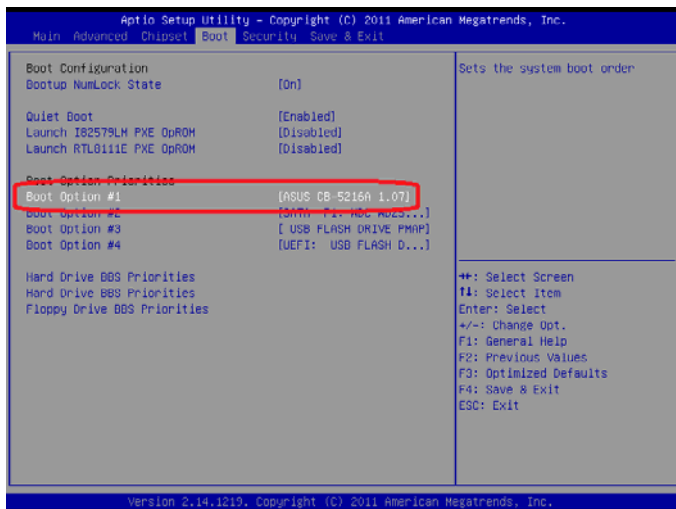 Aptio Setup Utility - Copyright (C) 2011 American Megatrends, Inc.
Main Advanced Chipset Boot Security Save & Exit
Boot Configuration
Bootup NumLock State [On]
Quiet Boot [Enabled]
Launch I82579LM PXE OpROM [Disabled]
Launch RTL8111E PXE OpROM [Disabled]
Boot Option Priorities
Boot Option #1 [ASUS CB-5216A 1.07]
Boot Option #2 [SATA P1: WDC WD25...]
Boot Option #3 [ USB FLASH DRIVE PMAP]
Boot Option #4 [UEFI: USB FLASH D...]
Hard Drive BBS Priorities
Hard Drive BBS Priorities
Floppy Drive BBS Priorities
Sets the system boot order
→←: Select Screen
↑↓: Select Item
Enter: Select
+/-: Change Opt.
F1: General Help
F2: Previous Values
F3: Optimized Defaults
F4: Save & Exit
ESC: Exit
Version 2.14.1219. Copyright (C) 2011 American Megatrends, Inc.